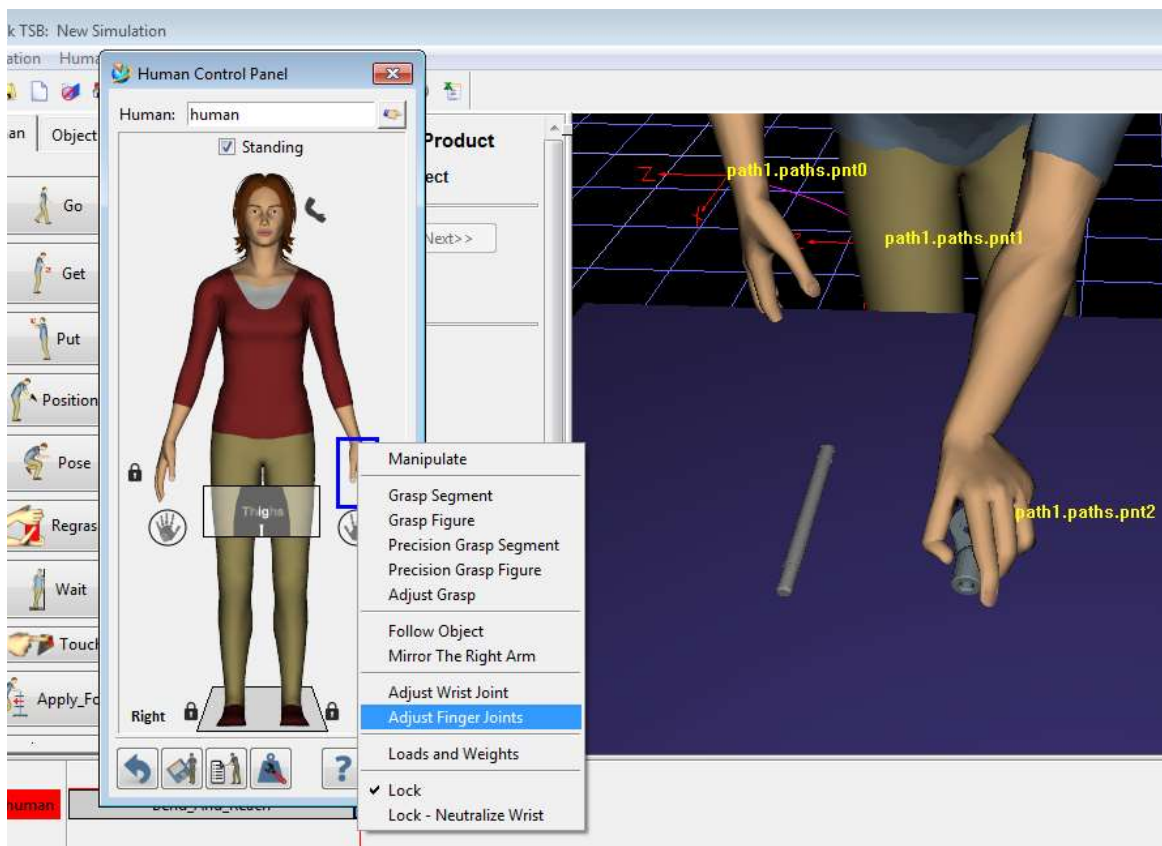 k TSB: New Simulation
ation Huma
Human Control Panel
Human: human
Standing
an Object
Product
ect
Next>>
Go
Get
Put
Position
Pose
Regras
Wait
Touch
Apply_Fo
Thighs
Right
Manipulate
Grasp Segment
Grasp Figure
Precision Grasp Segment
Precision Grasp Figure
Adjust Grasp
Follow Object
Mirror The Right Arm
Adjust Wrist Joint
Adjust Finger Joints
Loads and Weights
Lock
Lock - Neutralize Wrist
human
Z
path1.paths.pnt0
path1.paths.pnt1
path1.paths.pnt2